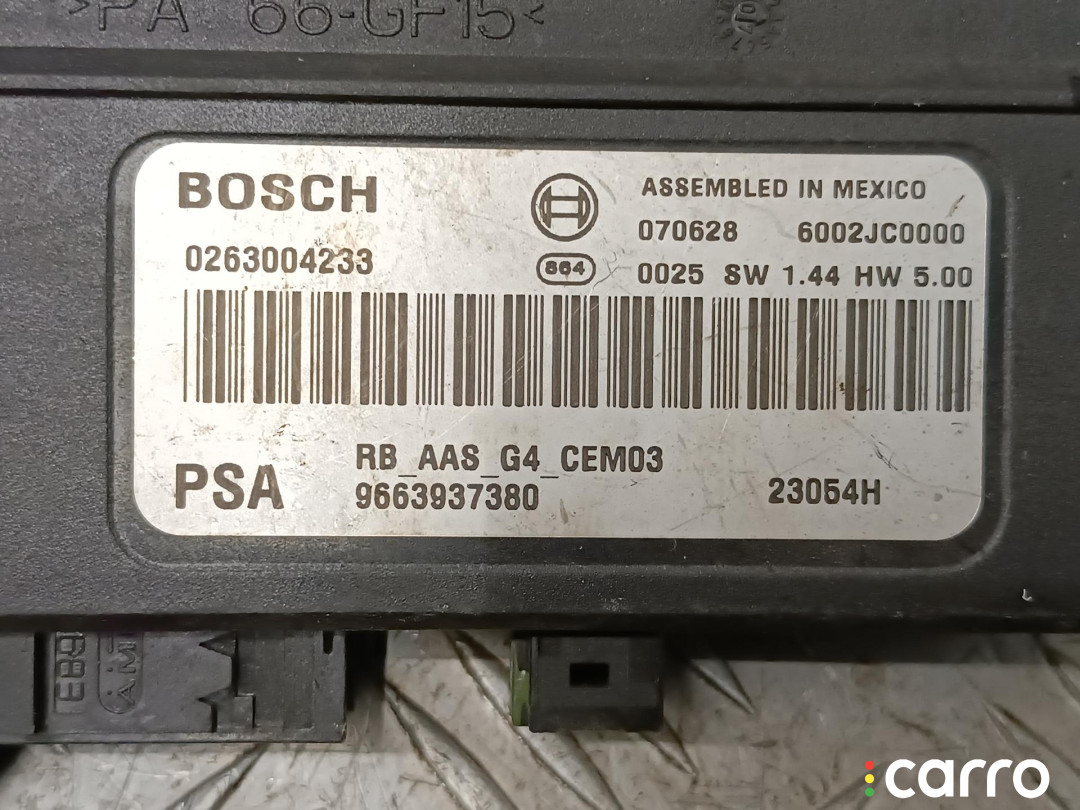 >PA 66-GF15<
BOSCH
ASSEMBLED IN MEXICO
070628 6002JC0000
0263004233
864
0025 SW 1.44 HW 5.00
RB_AAS_G4_CEM03
PSA
9663937380
23054H
carro